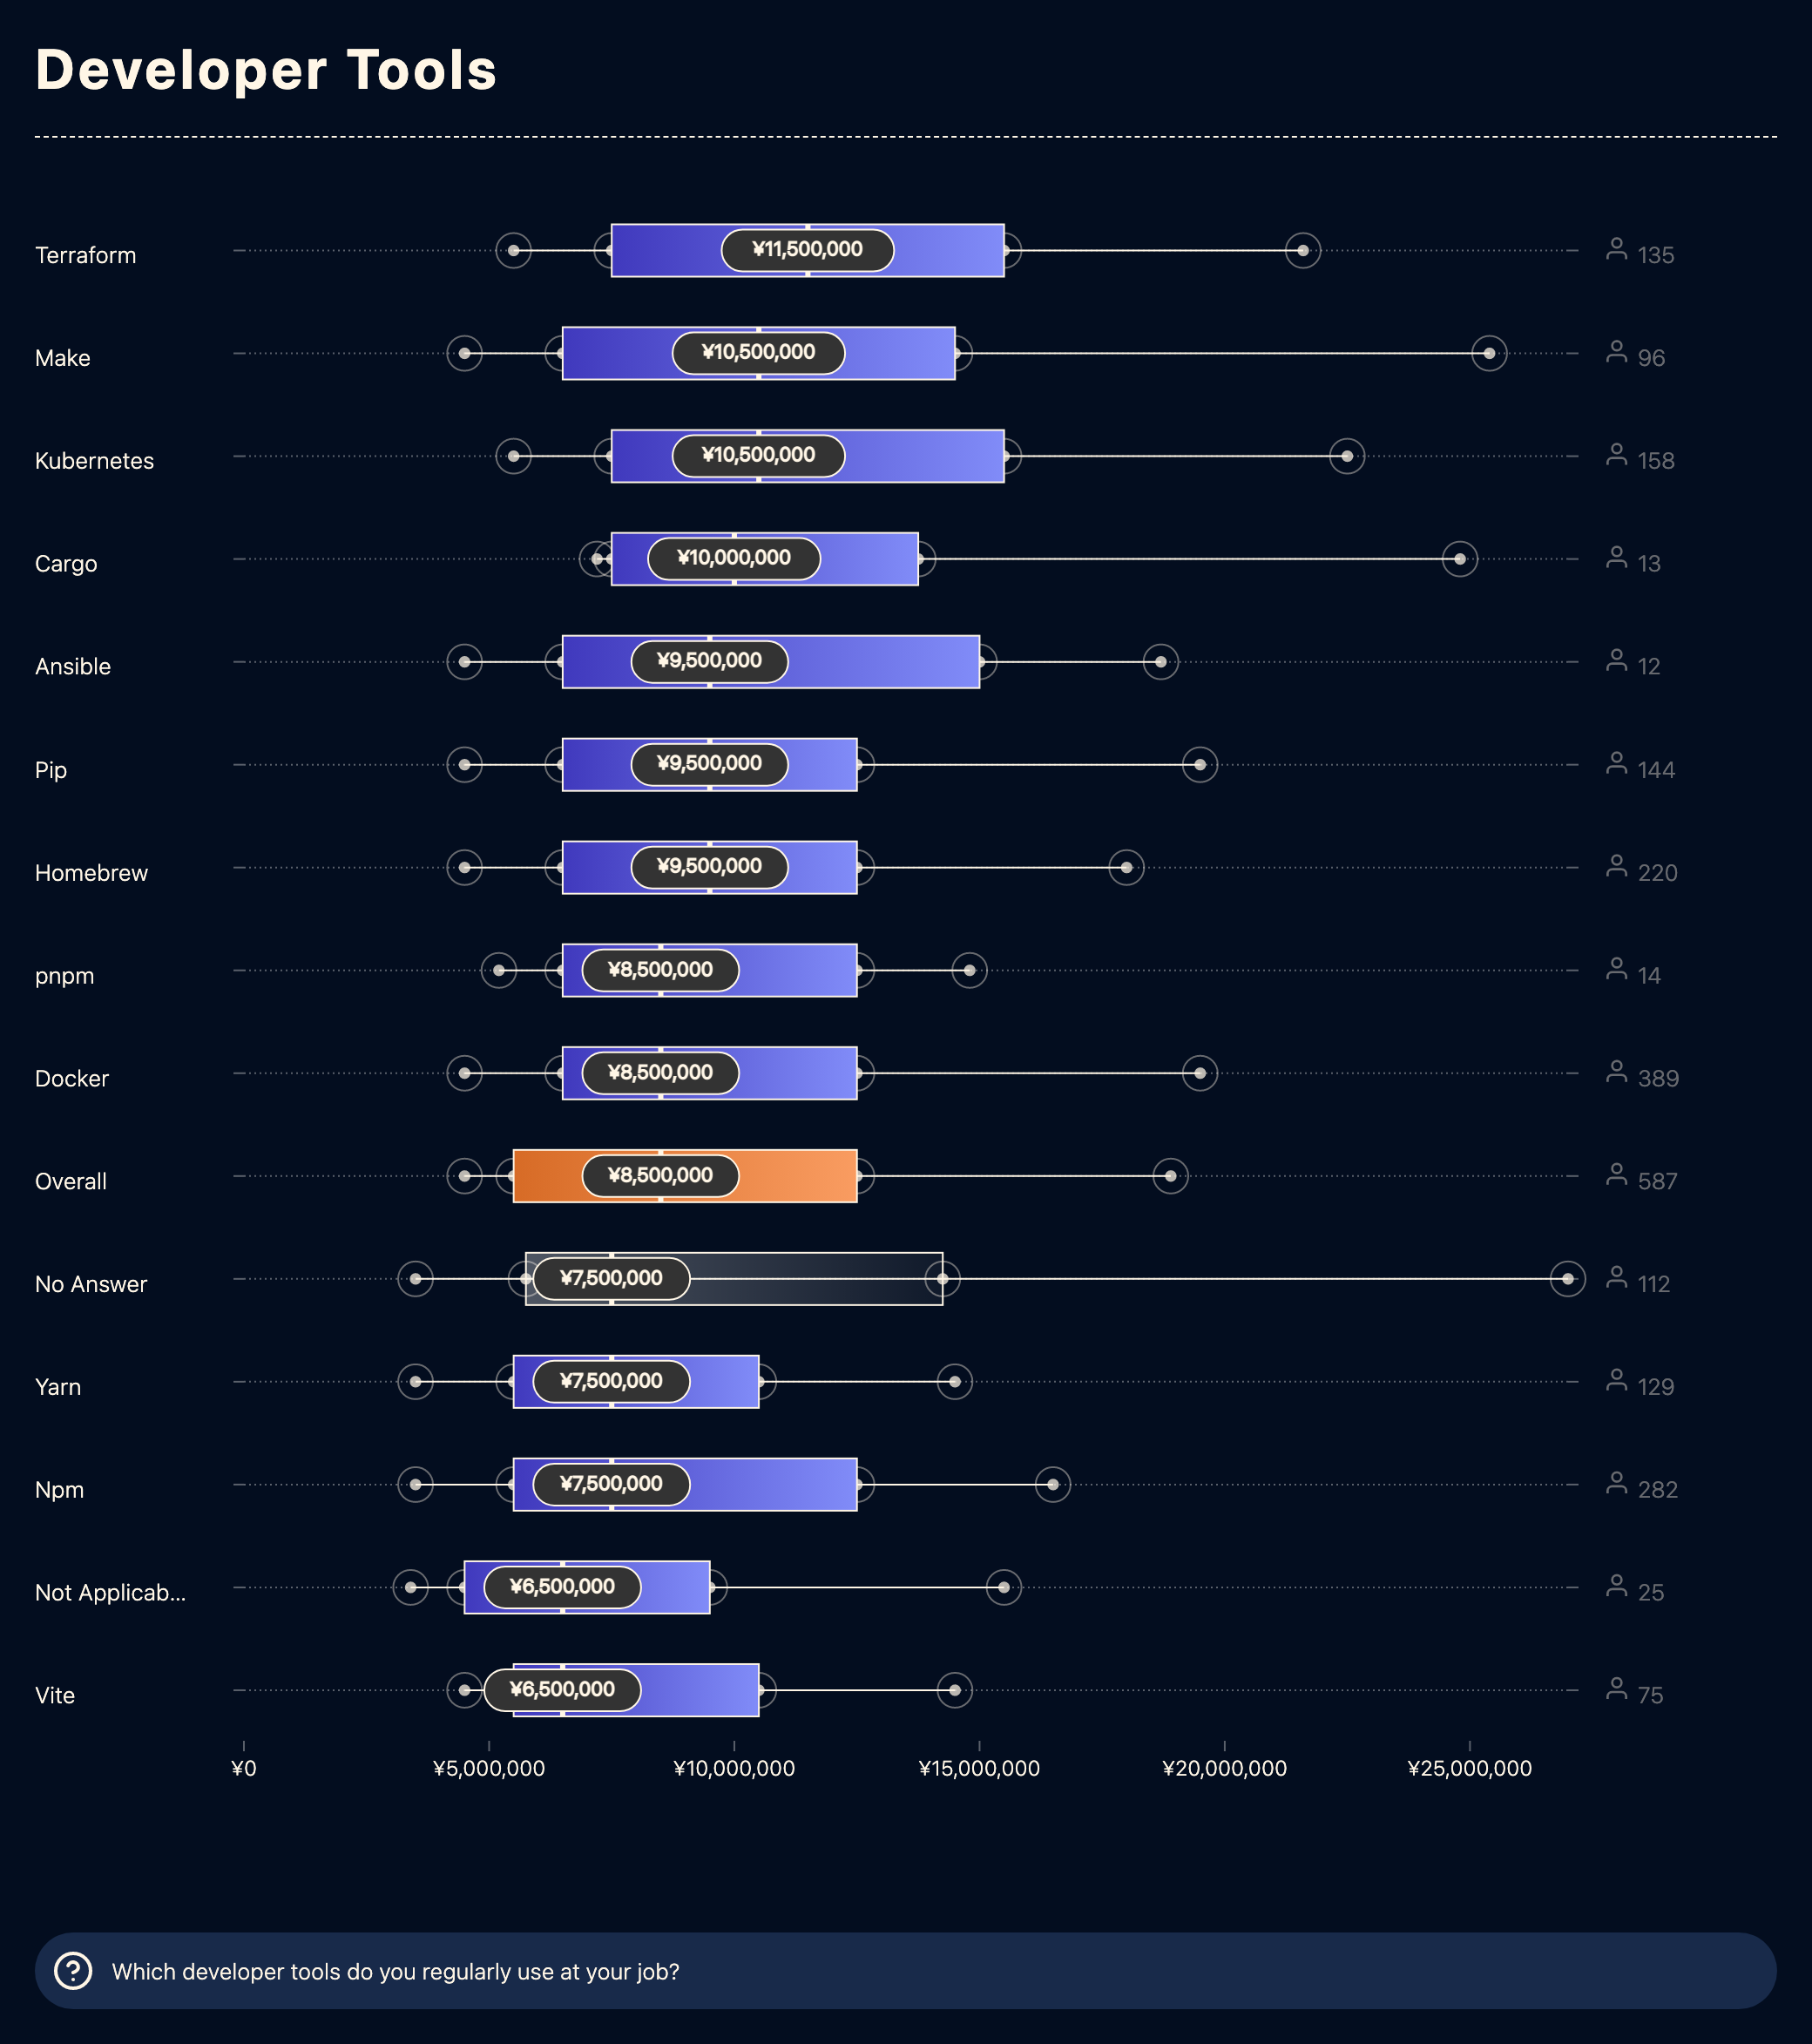 Developer Tools
Terraform ¥11,500,000 135
Make ¥10,500,000 96
Kubernetes ¥10,500,000 158
Cargo ¥10,000,000 13
Ansible ¥9,500,000 12
Pip ¥9,500,000 144
Homebrew ¥9,500,000 220
pnpm ¥8,500,000 14
Docker ¥8,500,000 389
Overall ¥8,500,000 587
No Answer ¥7,500,000 112
Yarn ¥7,500,000 129
Npm ¥7,500,000 282
Not Applicab... ¥6,500,000 25
Vite ¥6,500,000 75
¥0 ¥5,000,000 ¥10,000,000 ¥15,000,000 ¥20,000,000 ¥25,000,000
? Which developer tools do you regularly use at your job?